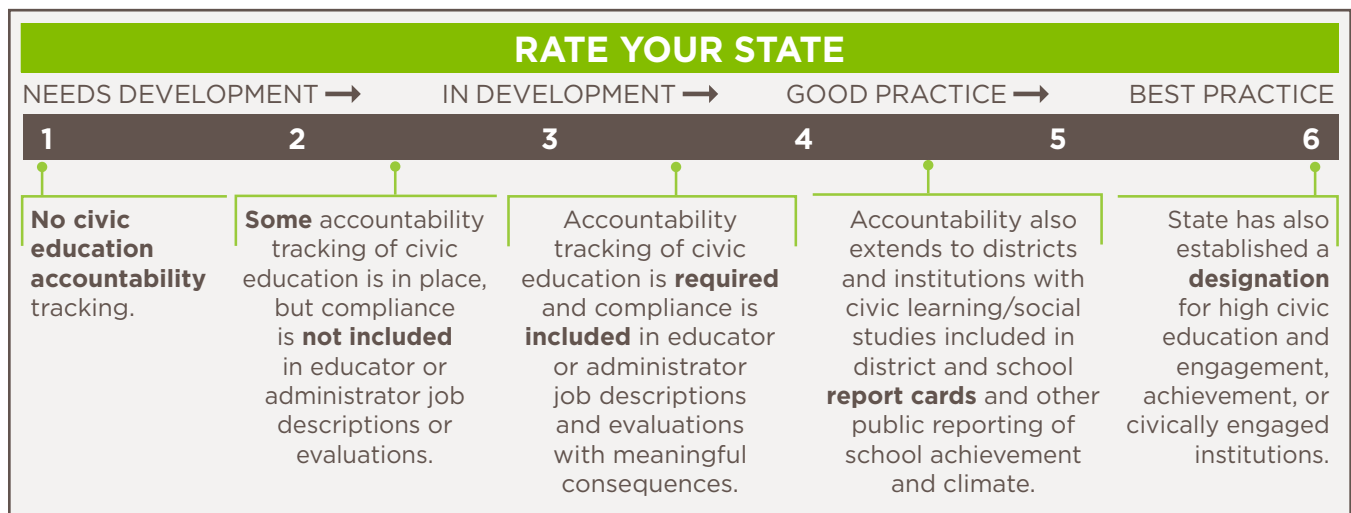 RATE YOUR STATE
NEEDS DEVELOPMENT → IN DEVELOPMENT → GOOD PRACTICE → BEST PRACTICE
1 2 3 4 5 6
No civic
education
accountability
tracking.
Some accountability
tracking of civic
education is in place,
but compliance
is not included
in educator or
administrator job
descriptions or
evaluations.
Accountability
tracking of civic
education is required
and compliance is
included in educator
or administrator
job descriptions
and evaluations
with meaningful
consequences.
Accountability also
extends to districts
and institutions with
civic learning/social
studies included in
district and school
report cards and other
public reporting of
school achievement
and climate.
State has also
established a
designation
for high civic
education and
engagement,
achievement, or
civically engaged
institutions.